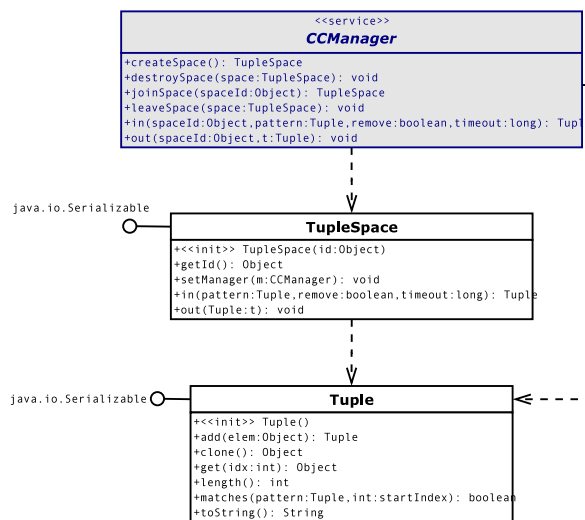 <<service>>
CCManager
+createSpace(): TupleSpace
+destroySpace(space:TupleSpace): void
+joinSpace(spaceId:Object): TupleSpace
+leaveSpace(space:TupleSpace): void
+in(spaceId:Object,pattern:Tuple,remove:boolean,timeout:long): Tupl
+out(spaceId:Object,t:Tuple): void
java.io.Serializable
TupleSpace
+<<init>> TupleSpace(id:Object)
+getId(): Object
+setManager(m:CCManager): void
+in(pattern:Tuple,remove:boolean,timeout:long): Tuple
+out(Tuple:t): void
java.io.Serializable
Tuple
+<<init>> Tuple()
+add(elem:Object): Tuple
+clone(): Object
+get(idx:int): Object
+length(): int
+matches(pattern:Tuple,int:startIndex): boolean
+toString(): String